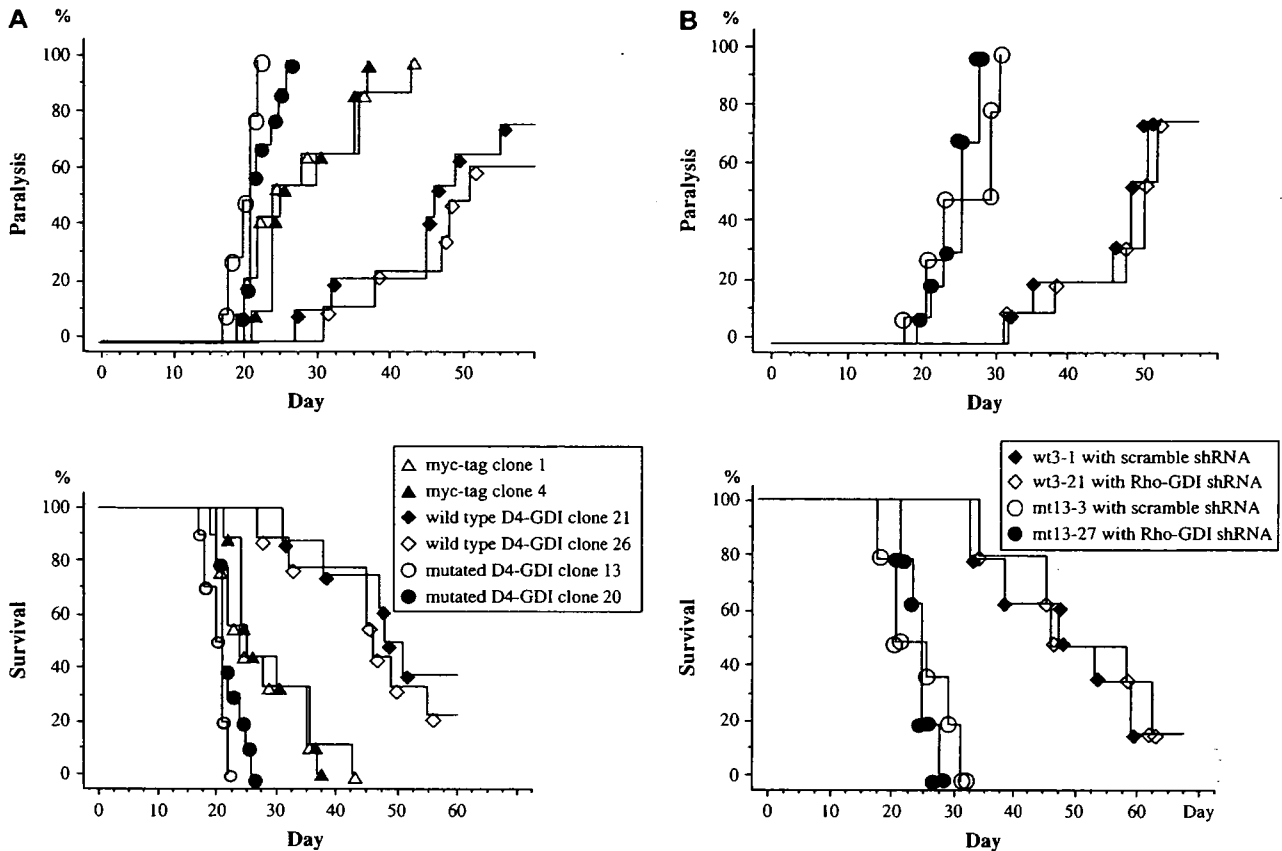 A
%
100
80
60
40
20
0
Paralysis
0
10
20
30
40
50
Day
B
%
100
80
60
40
20
0
Paralysis
0
10
20
30
40
50
Day
%
100
80
60
40
20
0
Survival
0
10
20
30
40
50
60
Day
myc-tag clone 1
myc-tag clone 4
wild type D4-GDI clone 21
wild type D4-GDI clone 26
mutated D4-GDI clone 13
mutated D4-GDI clone 20
%
100
80
60
40
20
0
Survival
0
10
20
30
40
50
60
Day
Day
wt3-1 with scramble shRNA
wt3-21 with Rho-GDI shRNA
mt13-3 with scramble shRNA
mt13-27 with Rho-GDI shRNA